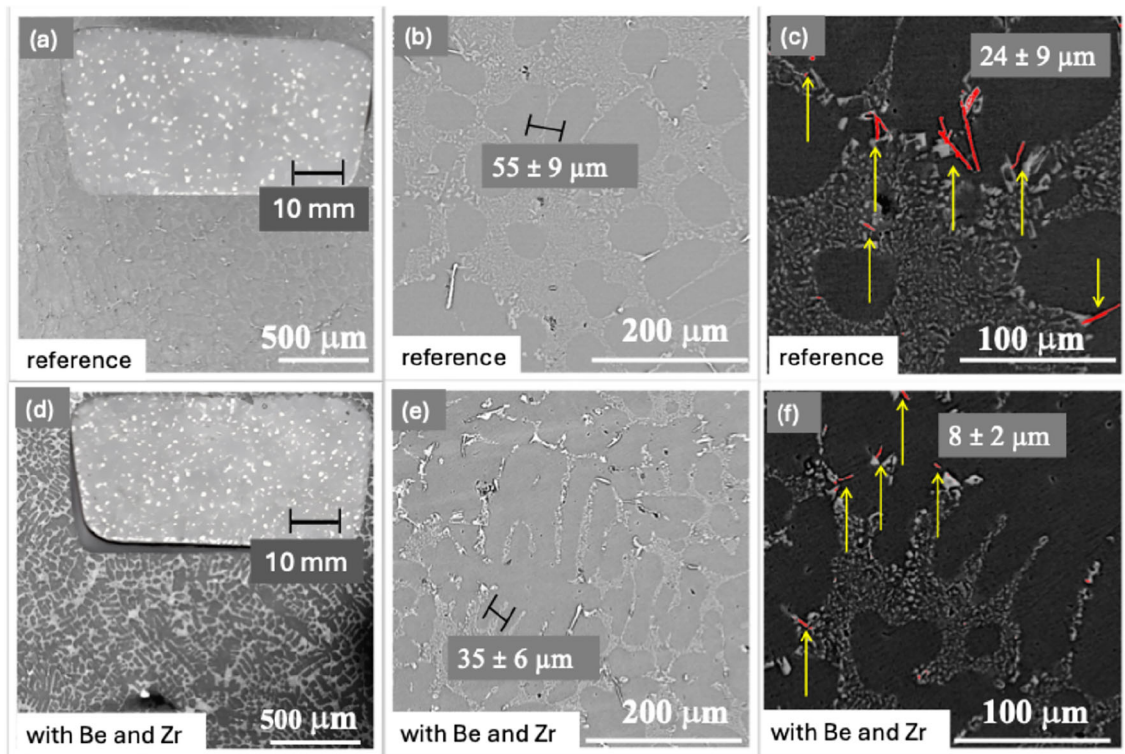 (a)
10 mm
500 μm
reference
(b)
55 ± 9 μm
200 μm
reference
(c)
24 ± 9 μm
100 μm
reference
(d)
10 mm
500 μm
with Be and Zr
(e)
35 ± 6 μm
200 μm
with Be and Zr
(f)
8 ± 2 μm
100 μm
with Be and Zr